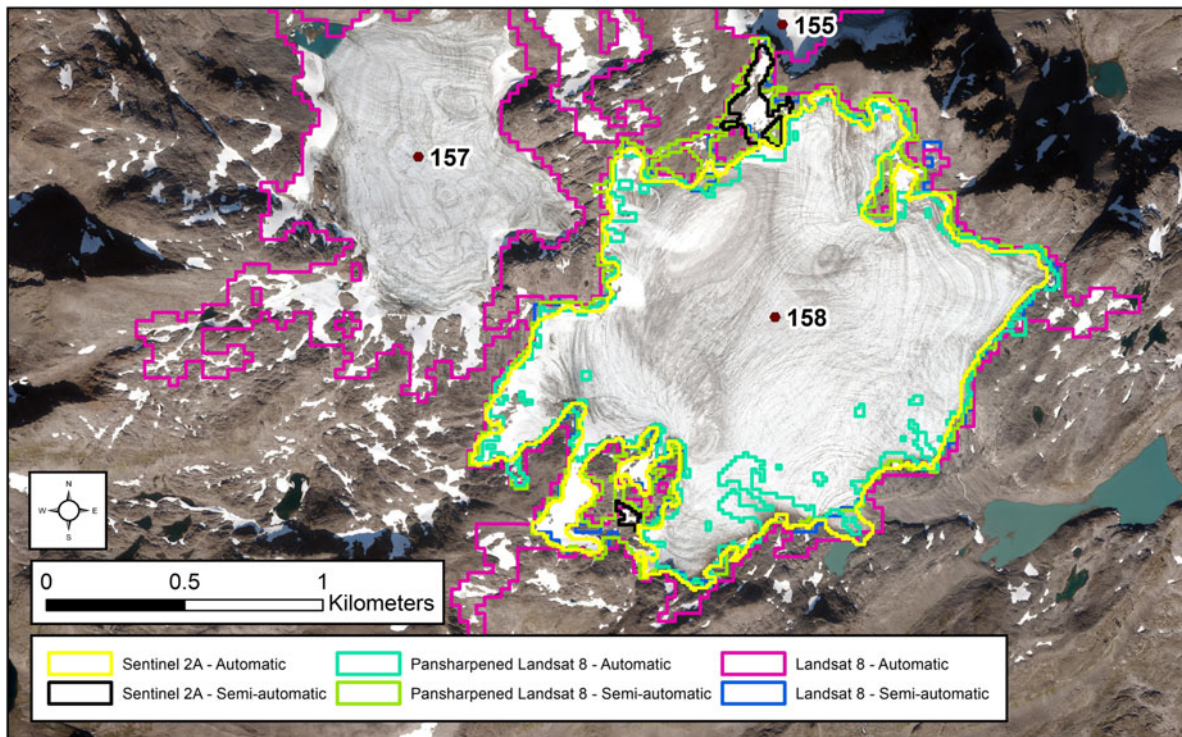 155
157
158
N
W E
S
0 0.5 1
Kilometers
Sentinel 2A - Automatic
Pansharpened Landsat 8 - Automatic
Landsat 8 - Automatic
Sentinel 2A - Semi-automatic
Pansharpened Landsat 8 - Semi-automatic
Landsat 8 - Semi-automatic